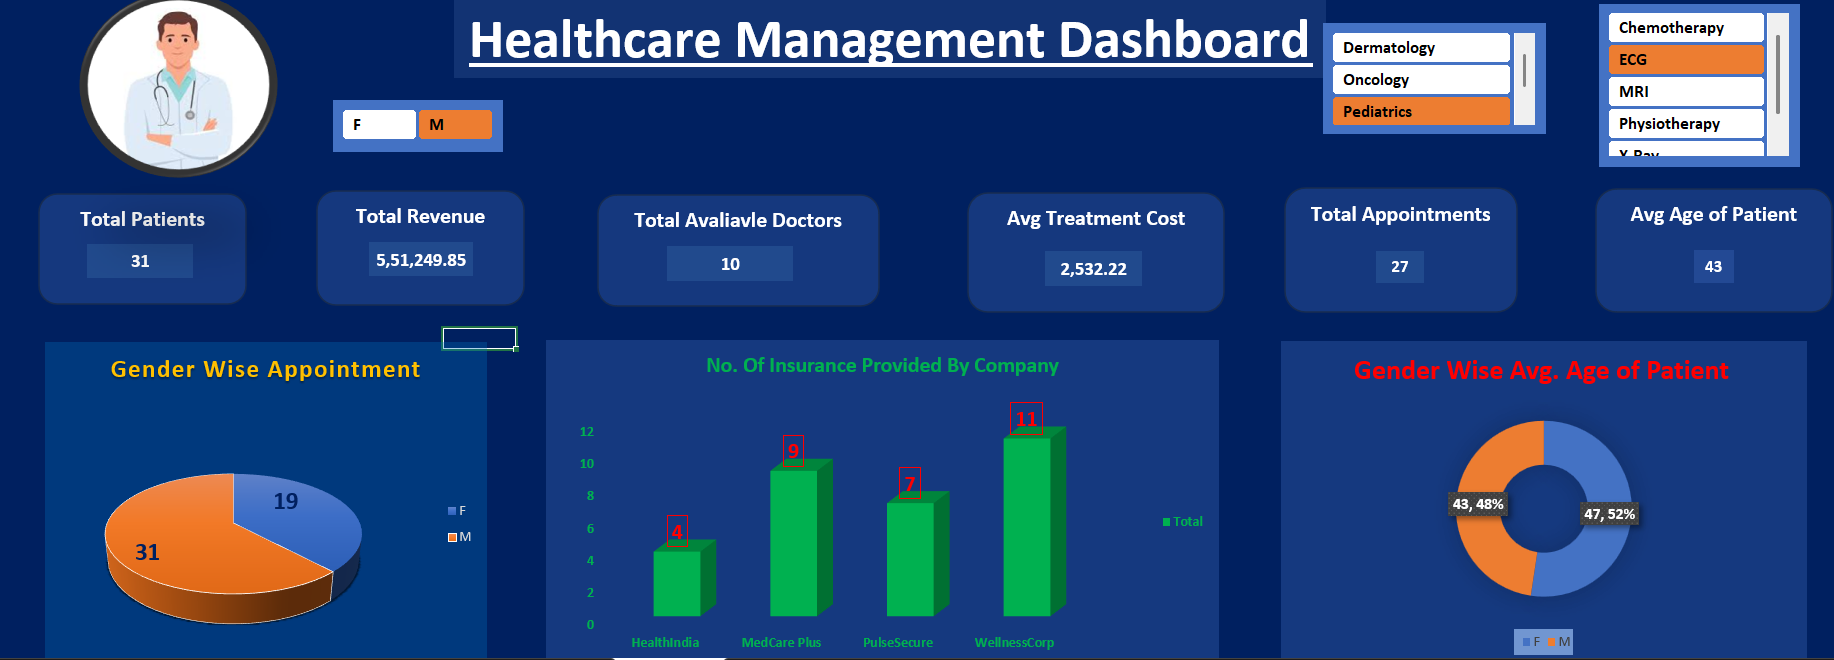 Healthcare Management Dashboard
F
M
Dermatology
Oncology
Pediatrics
Chemotherapy
ECG
MRI
Physiotherapy
X-Ray
Total Patients
31
Total Revenue
5,51,249.85
Total Avaliavle Doctors
10
Avg Treatment Cost
2,532.22
Total Appointments
27
Avg Age of Patient
43
Gender Wise Appointment
19
31
F
M
No. Of Insurance Provided By Company
12
10
8
6
4
2
0
4
9
7
11
HealthIndia
MedCare Plus
PulseSecure
WellnessCorp
Total
Gender Wise Avg. Age of Patient
43, 48%
47, 52%
F
M